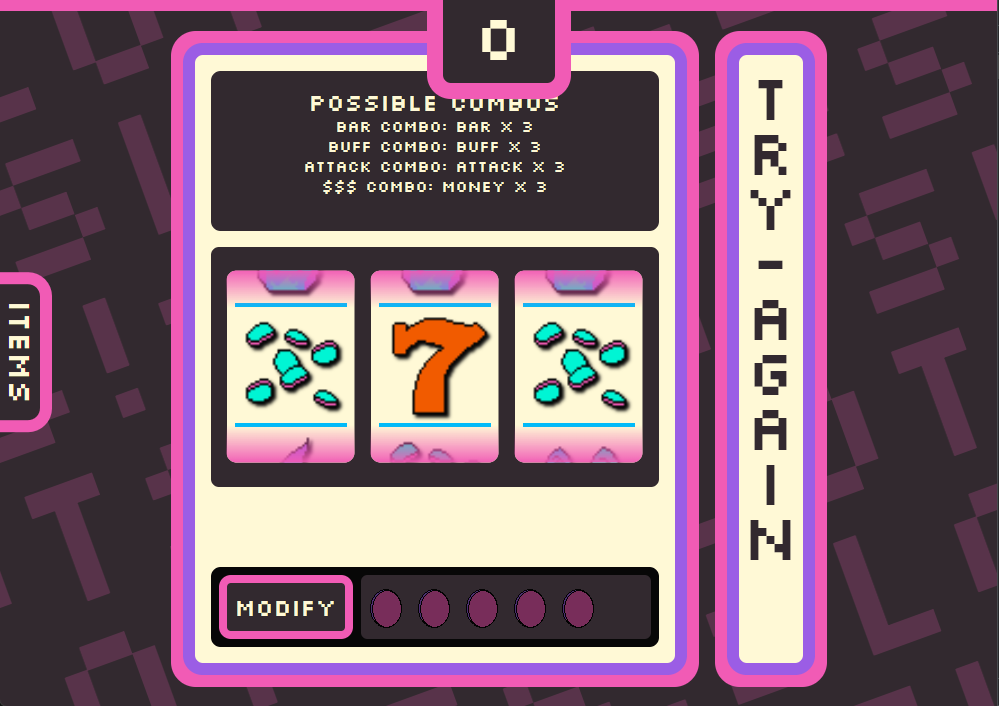 0
POSSIBLE COMBOS
BAR COMBO: BAR X 3
BUFF COMBO: BUFF X 3
ATTACK COMBO: ATTACK X 3
$$$ COMBO: MONEY X 3
ITEMS
7
MODIFY
TRY-AGAIN